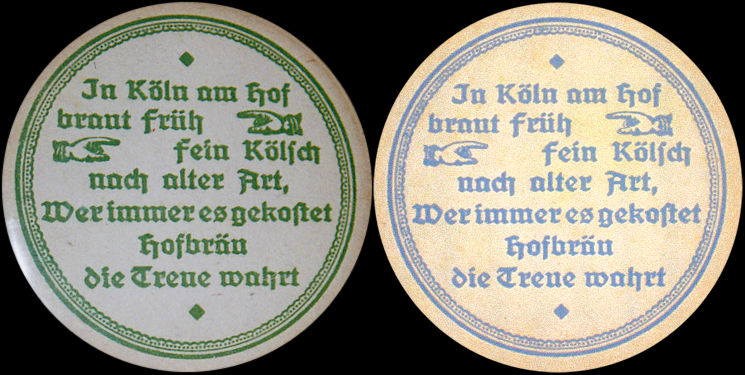 In Köln am Hof
braut Früh
fein Kölsch
nach alter Art,
Wer immer es gekostet
Hofbräu
die Treue wahrt
In Köln am Hof
braut Früh
fein Kölsch
nach alter Art,
Wer immer es gekostet
Hofbräu
die Treue wahrt